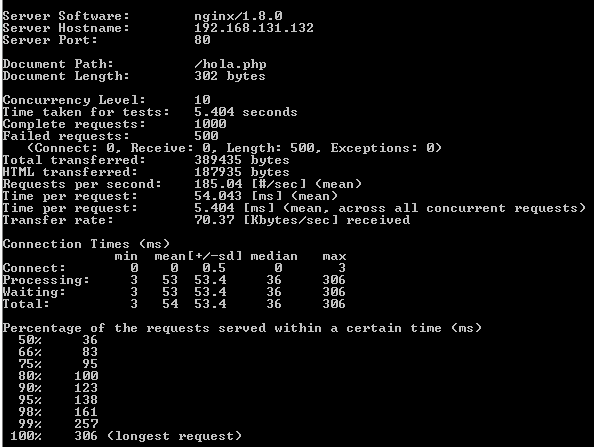 Server Software:        nginx/1.8.0
Server Hostname:        192.168.131.132
Server Port:            80
Document Path:          /hola.php
Document Length:        302 bytes
Concurrency Level:      10
Time taken for tests:   5.404 seconds
Complete requests:      1000
Failed requests:        500
   (Connect: 0, Receive: 0, Length: 500, Exceptions: 0)
Total transferred:      389435 bytes
HTML transferred:       187935 bytes
Requests per second:    185.04 [#/sec] (mean)
Time per request:       54.043 [ms] (mean)
Time per request:       5.404 [ms] (mean, across all concurrent requests)
Transfer rate:          70.37 [Kbytes/sec] received
Connection Times (ms)
              min  mean[+/-sd] median   max
Connect:        0    0   0.5      0       3
Processing:     3   53  53.4     36     306
Waiting:        3   53  53.4     36     306
Total:          3   54  53.4     36     306
Percentage of the requests served within a certain time (ms)
  50%     36
  66%     83
  75%     95
  80%    100
  90%    123
  95%    138
  98%    161
  99%    257
 100%    306 (longest request)